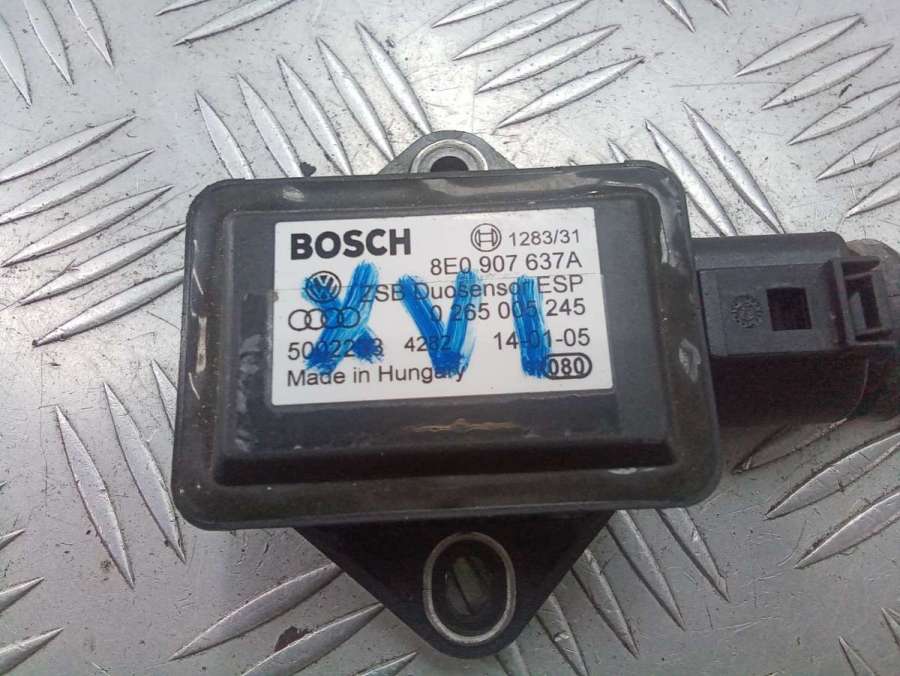 BOSCH 1283/31
8E0 907 637A
ZSB Duosensor ESP
0 265 005 245
4282 14-01-05
Made in Hungary 080
XVI